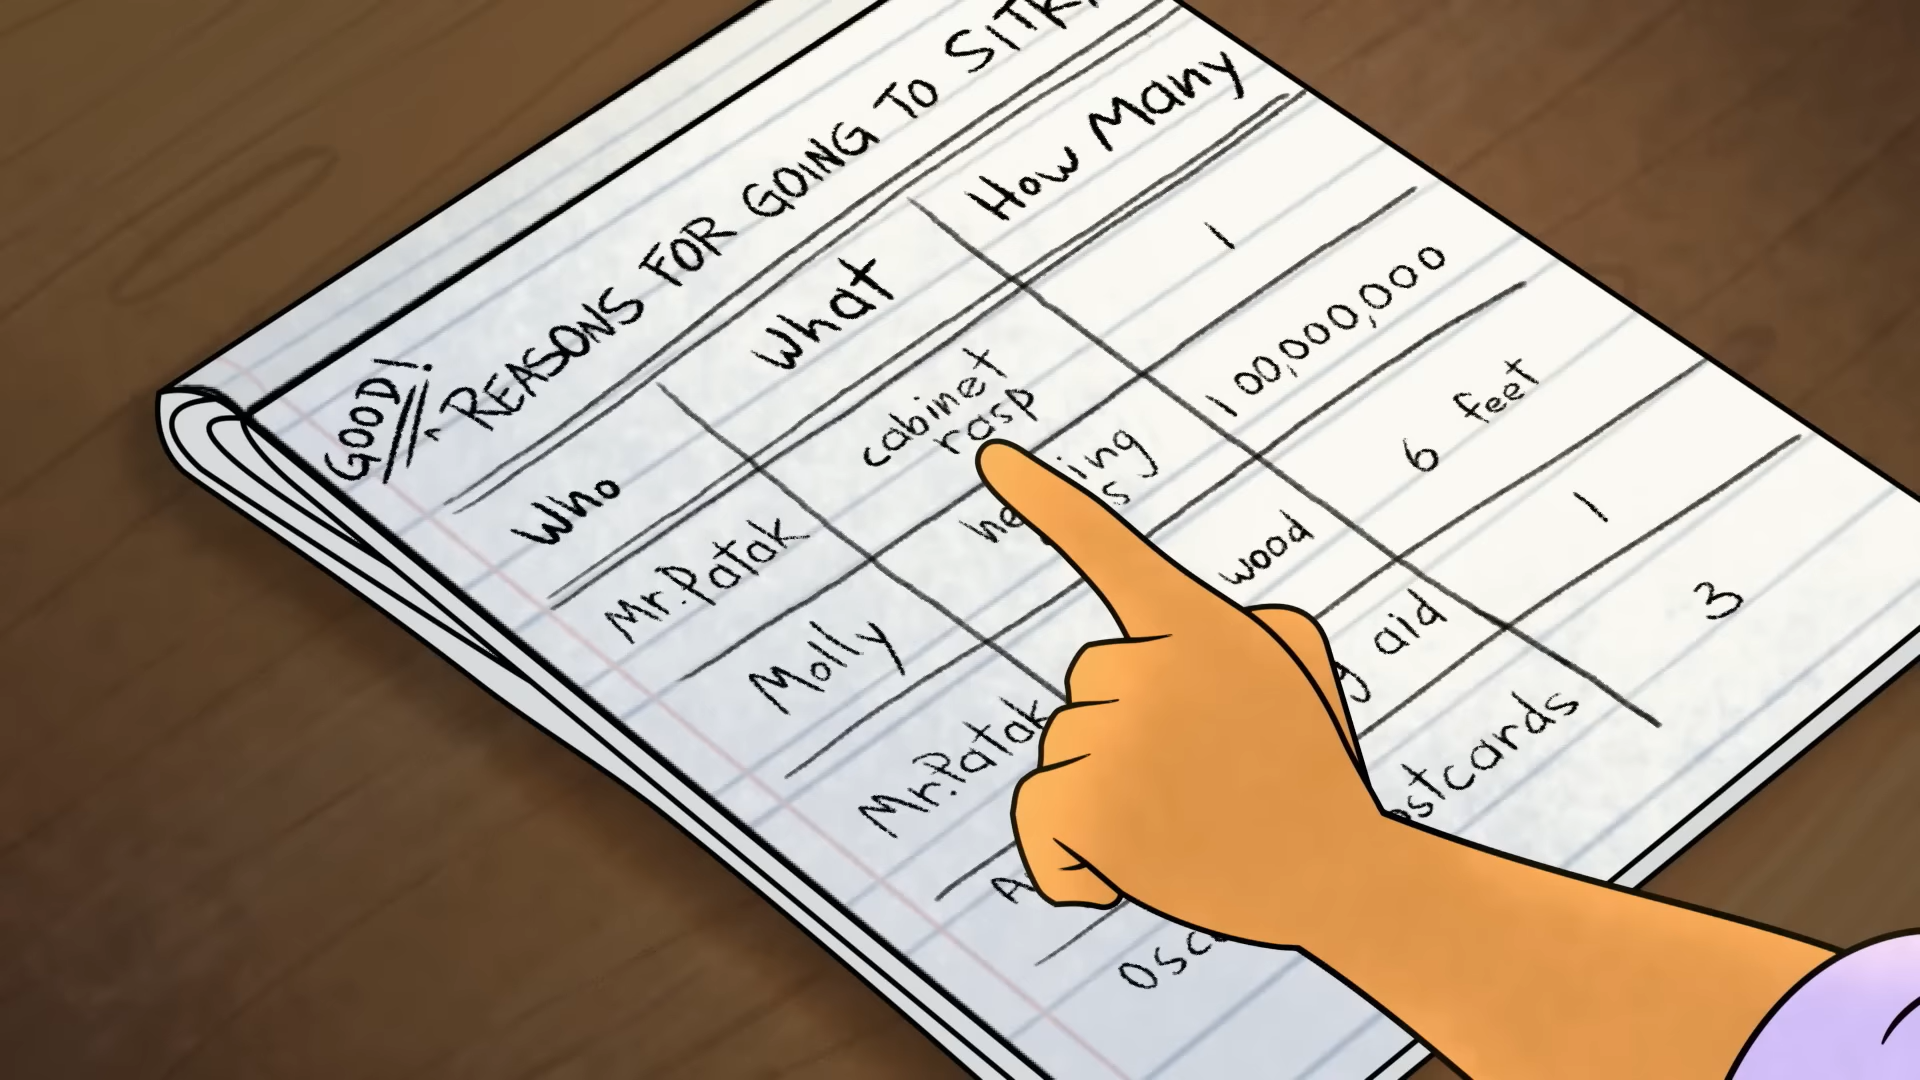 GOOD!
^ REASONS FOR GOING TO SITK
Who What How Many
Mr.Patak cabinet rasp 1
Molly 100,000,000
Mr.Patak wood 6 feet
aid 1
3